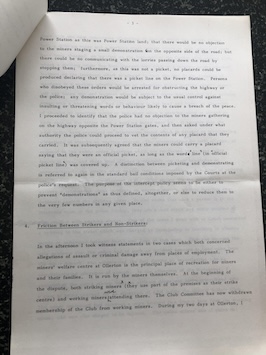 - 3 -
Power Station as this was Power Station land; that there would be no objection
to the miners staging a small demonstration on the opposite side of the road; but
there could be no communicating with the lorries passing down the road by
stopping them. Furthermore, as this was not a picket, no placards could be
produced declaring that there was a picket line on the Power Station. Persons
who disobeyed these orders would be arrested for obstructing the highway or
the police; any demonstration would be subject to the usual control against
insulting or threatening words or behaviour likely to cause a breach of the peace.
I proceeded to identify that the police had no objection to the miners gathering
on the highway opposite the Power Station gates, and then asked under what
authority the police could proceed to vet the contents of any placard that they
carried. It was subsequently agreed that the miners could carry a placard
saying that they were an official picket, as long as the words "on official
picket line" was covered up. A distinction between picketing and demonstrating
is referred to again in the standard bail conditions imposed by the Courts at the
police's request. The purpose of the intercept policy seems to be either to
prevent "demonstrations" as thus defined, altogether, or else to reduce them to
the very few numbers in any given place.
4. Friction Between Strikers and Non-Strikers:
In the afternoon I took witness statements in two cases which both concerned
allegations of assault or criminal damage away from places of employment. The
miners' welfare centre at Ollerton is the principal place of recreation for miners
and their families. It is run by the miners themselves. At the beginning of
the dispute, both striking miners (they use part of the premises as their strike
centre) and working miners attending them. The Club Committee has now withdrawn
membership of the Club from working miners. During my two days at Ollerton, I